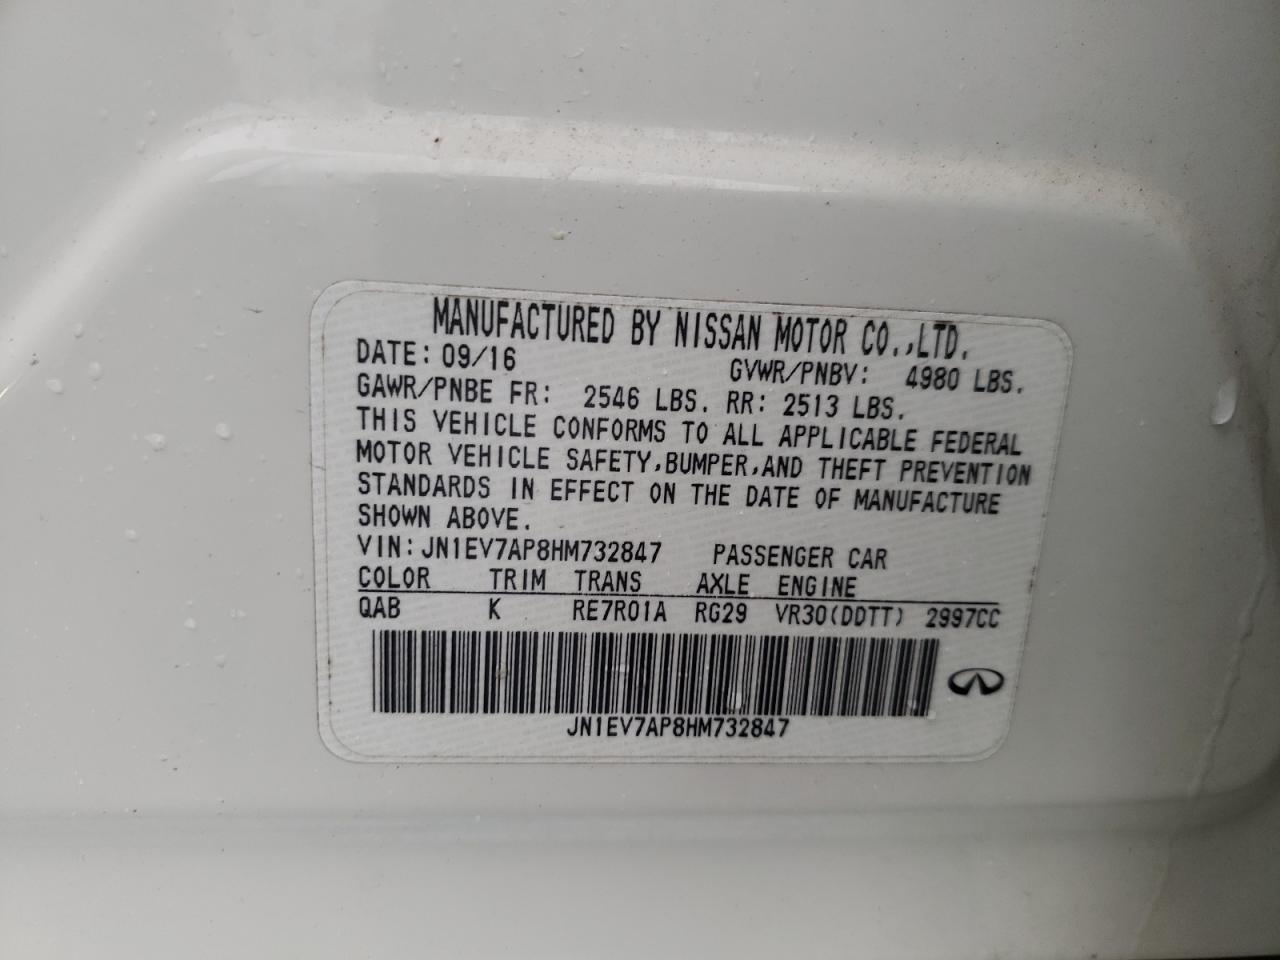 MANUFACTURED BY NISSAN MOTOR CO.,LTD.
DATE: 09/16 GVWR/PNBV: 4980 LBS.
GAWR/PNBE FR: 2546 LBS. RR: 2513 LBS.
THIS VEHICLE CONFORMS TO ALL APPLICABLE FEDERAL
MOTOR VEHICLE SAFETY,BUMPER,AND THEFT PREVENTION
STANDARDS IN EFFECT ON THE DATE OF MANUFACTURE
SHOWN ABOVE.
VIN: JN1EV7AP8HM732847 PASSENGER CAR
COLOR TRIM TRANS AXLE ENGINE
QAB K RE7R01A RG29 VR30(DDTT) 2997CC
JN1EV7AP8HM732847